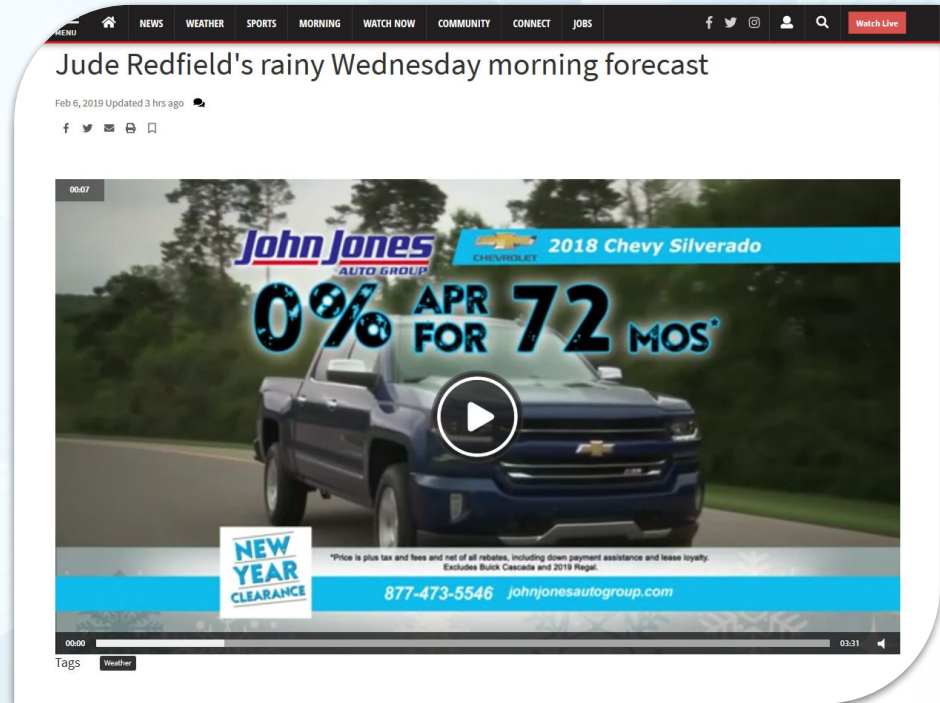 MENU
NEWS WEATHER SPORTS MORNING WATCH NOW COMMUNITY CONNECT JOBS
Watch Live
Jude Redfield's rainy Wednesday morning forecast
Feb 6, 2019 Updated 3 hrs ago
00:07
John Jones
AUTO GROUP
CHEVROLET
2018 Chevy Silverado
0% APR FOR 72 MOS*
NEW
YEAR
CLEARANCE
*Price is plus tax and fees and net of all rebates, including down payment assistance and lease loyalty.
Excludes Buick Cascada and 2019 Regal.
877-473-5546 johnjonesautogroup.com
00:00 03:31
Tags Weather